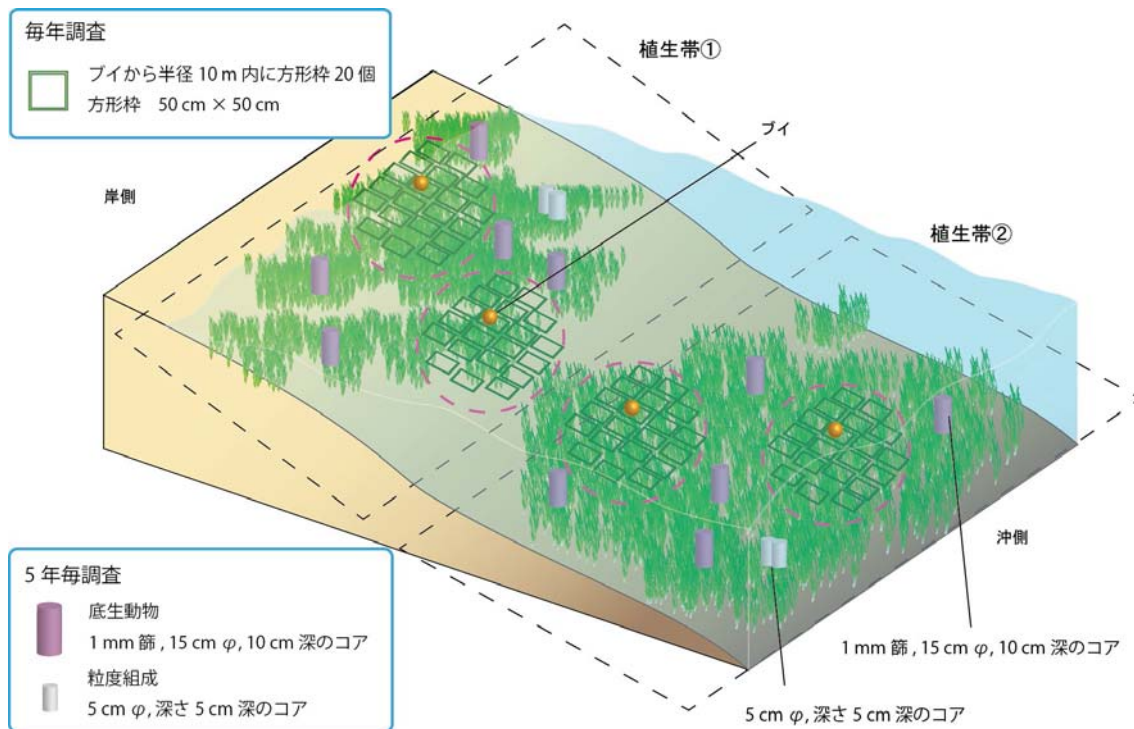 毎年調査
ブイから半径 10 m 内に方形枠 20 個
方形枠 50 cm × 50 cm
植生帯①
ブイ
岸側
植生帯②
沖側
5 年毎調査
底生動物
1 mm 篩 , 15 cm φ, 10 cm 深のコア
粒度組成
5 cm φ, 深さ 5 cm 深のコア
1 mm 篩 , 15 cm φ, 10 cm 深のコア
5 cm φ, 深さ 5 cm 深のコア